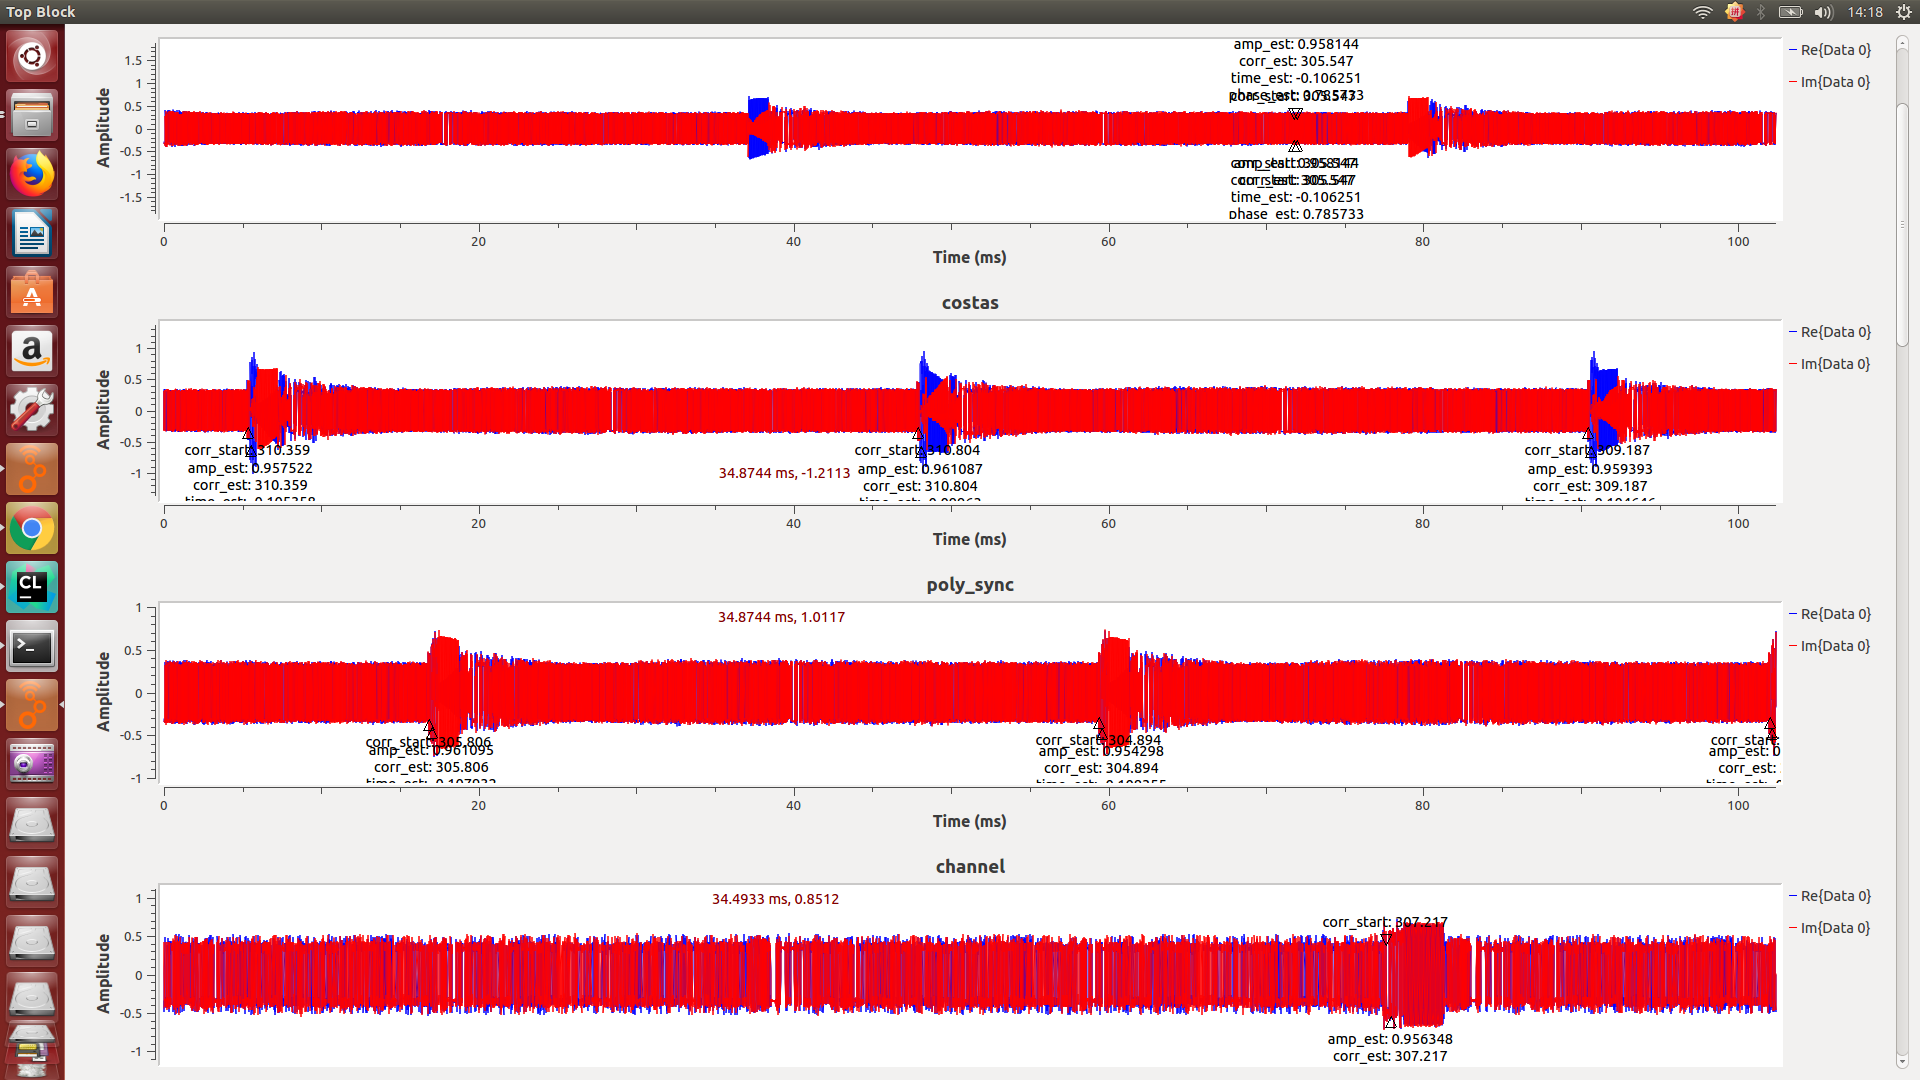 Top Block
14:18
amp_est: 0.958144
corr_est: 305.547
time_est: -0.106251
Re{Data 0}
Im{Data 0}
1.5
1
0.5
0
-0.5
-1
-1.5
Amplitude
corr_start: 305.547
time_est: -0.106251
phase_est: 0.785733
0
20
40
60
80
100
Time (ms)
costas
Re{Data 0}
Im{Data 0}
1
0.5
0
-0.5
-1
Amplitude
corr_start: 310.359
amp_est: 0.957522
corr_est: 310.359
34.8744 ms, -1.2113
corr_start: 310.804
amp_est: 0.961087
corr_est: 310.804
corr_start: 309.187
amp_est: 0.959393
corr_est: 309.187
0
20
40
60
80
100
Time (ms)
poly_sync
34.8744 ms, 1.0117
Re{Data 0}
Im{Data 0}
1
0.5
0
-0.5
-1
Amplitude
corr_start: 305.806
amp_est: 0.961095
corr_est: 305.806
corr_start: 304.894
amp_est: 0.954298
corr_est: 304.894
corr_start:
amp_est:
corr_est:
0
20
40
60
80
100
Time (ms)
channel
34.4933 ms, 0.8512
Re{Data 0}
Im{Data 0}
1
0.5
0
-0.5
-1
Amplitude
corr_start: 307.217
amp_est: 0.956348
corr_est: 307.217
a
CL
>_